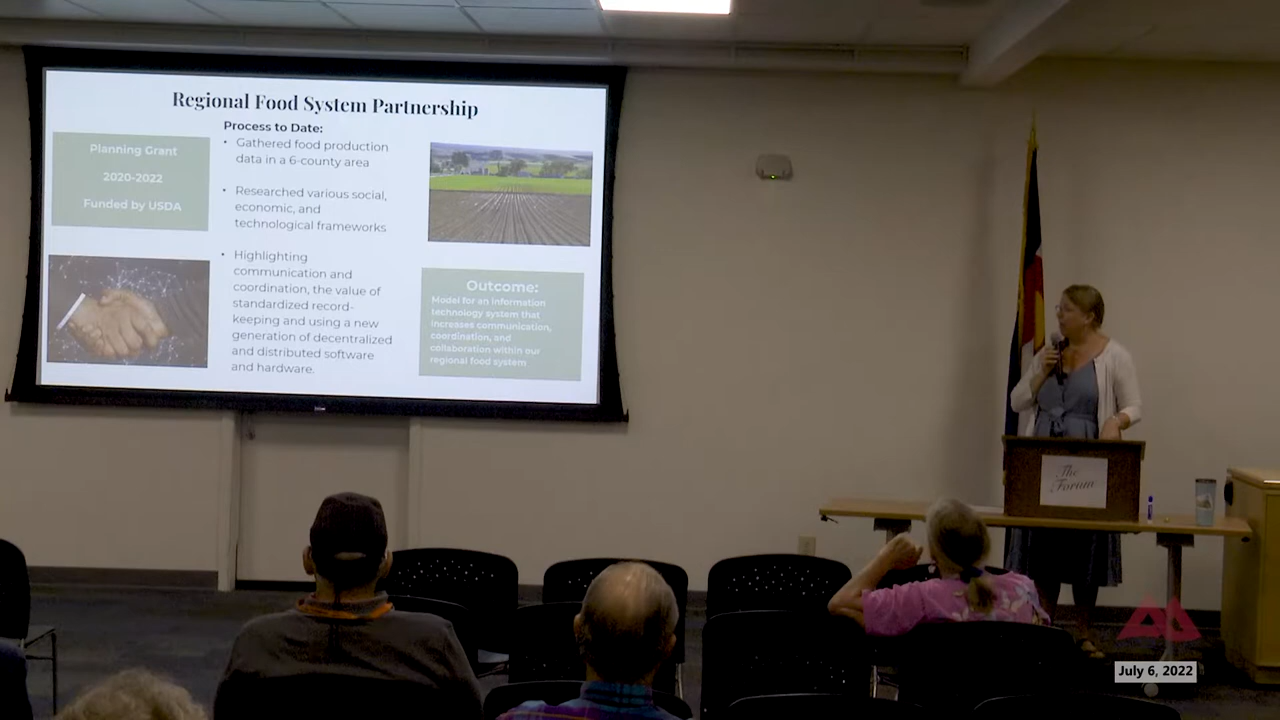 Regional Food System Partnership
Planning Grant
2020-2022
Funded by USDA
Process to Date:
• Gathered food production
data in a 6-county area
• Researched various social,
economic, and
technological frameworks
• Highlighting
communication and
coordination, the value of
standardized record-
keeping and using a new
generation of decentralized
and distributed software
and hardware.
Outcome:
Model for an information
technology system that
increases communication,
coordination, and
collaboration within our
regional food system
The
Forum
July 6, 2022